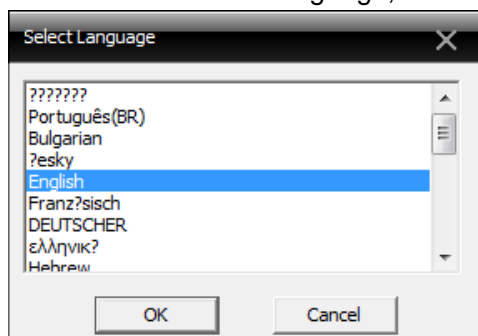 Select Language
???????
Português(BR)
Bulgarian
?esky
English
Franz?sisch
DEUTSCHER
ελληνικ?
Hebrew
OK
Cancel